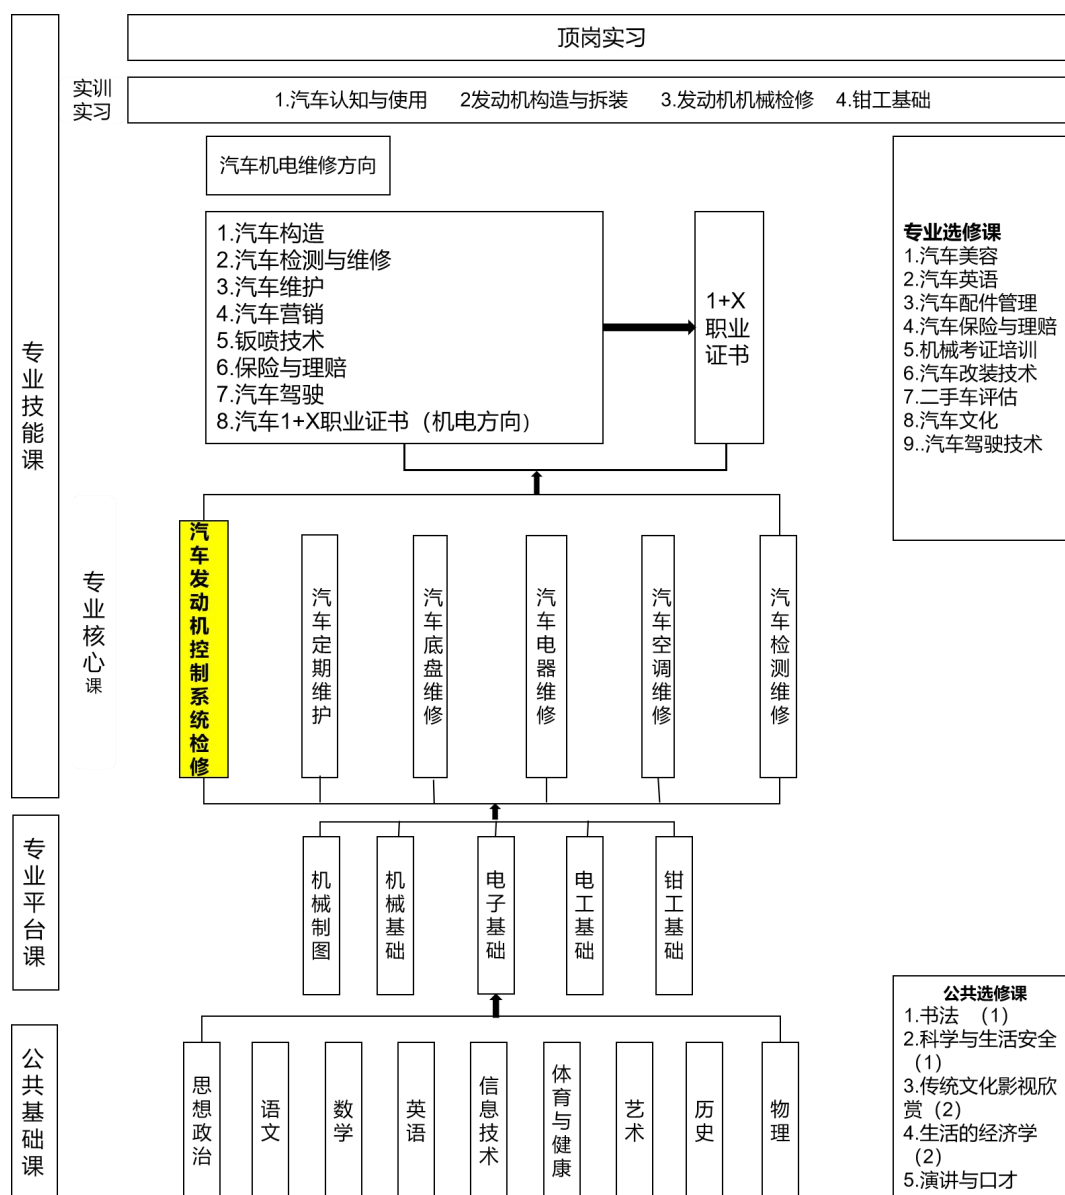 顶岗实习
实训
实习
1.汽车认知与使用 2发动机构造与拆装 3.发动机机械检修 4.钳工基础
汽车机电维修方向
1.汽车构造
2.汽车检测与维修
3.汽车维护
4.汽车营销
5.钣喷技术
6.保险与理赔
7.汽车驾驶
8.汽车1+X职业证书（机电方向）
1+X
职业
证书
专业选修课
1.汽车美容
2.汽车英语
3.汽车配件管理
4.汽车保险与理赔
5.机械考证培训
6.汽车改装技术
7.二手车评估
8.汽车文化
9..汽车驾驶技术
专业技能课
专业核心课
汽车发动机控制系统检修
汽车定期维护
汽车底盘维修
汽车电器维修
汽车空调维修
汽车检测维修
专业平台课
机械制图
机械基础
电子基础
电工基础
钳工基础
公共基础课
思想政治
语文
数学
英语
信息技术
体育与健康
艺术
历史
物理
公共选修课
1.书法 （1）
2.科学与生活安全
（1）
3.传统文化影视欣
赏（2）
4.生活的经济学
（2）
5.演讲与口才